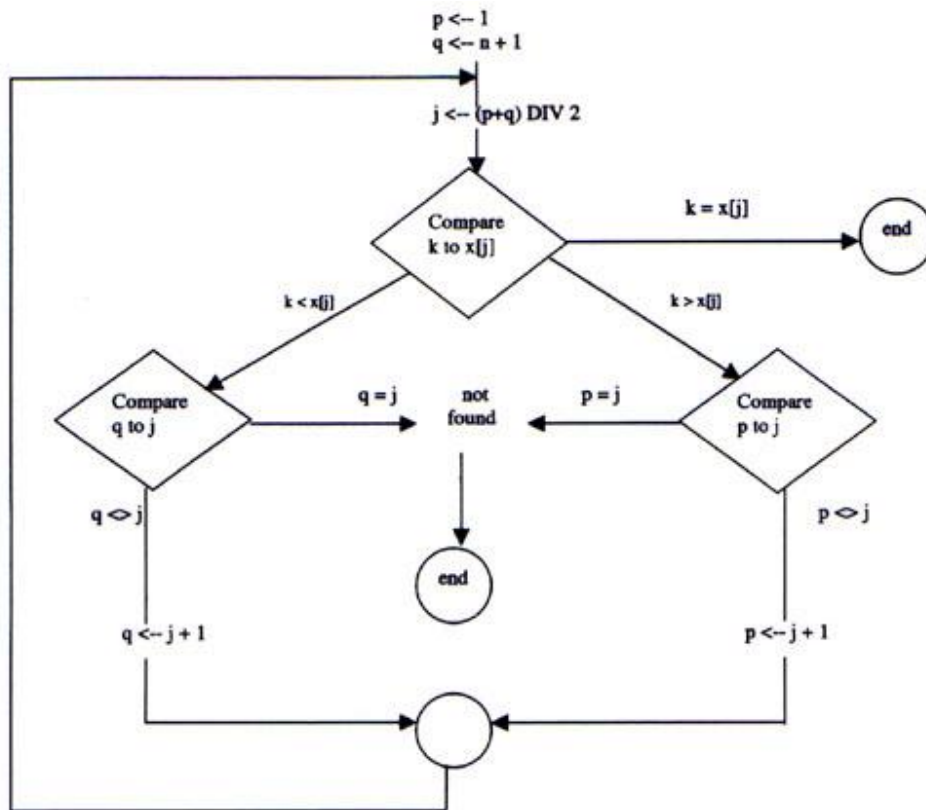 p <-- 1
q <-- n + 1
j <-- (p+q) DIV 2
Compare
k to x[j]
k = x[j]
end
k < x[j]
k > x[j]
Compare
q to j
q = j
not
found
p = j
Compare
p to j
q <> j
p <> j
end
q <-- j + 1
p <-- j + 1